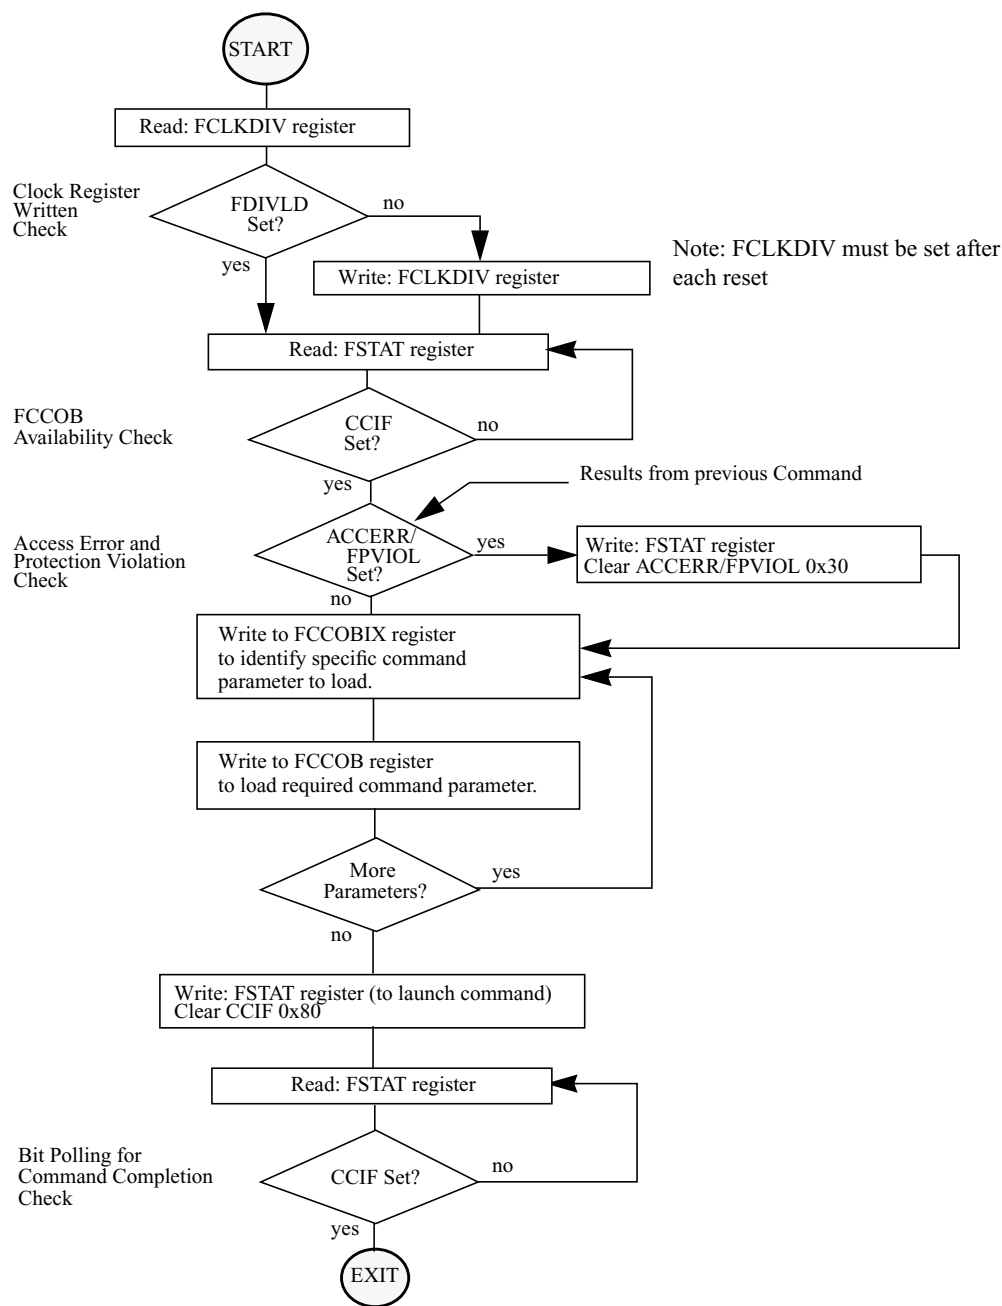 START
Read: FCLKDIV register
Clock Register
Written
Check
FDIVLD
Set?
no
yes
Note: FCLKDIV must be set after
each reset
Write: FCLKDIV register
Read: FSTAT register
FCCOB
Availability Check
CCIF
Set?
no
yes
Results from previous Command
Access Error and
Protection Violation
Check
ACCERR/
FPVIOL
Set?
yes
no
Write: FSTAT register
Clear ACCERR/FPVIOL 0x30
Write to FCCOBIX register
to identify specific command
parameter to load.
Write to FCCOB register
to load required command parameter.
More
Parameters?
yes
no
Write: FSTAT register (to launch command)
Clear CCIF 0x80
Read: FSTAT register
Bit Polling for
Command Completion
Check
CCIF Set?
no
yes
EXIT